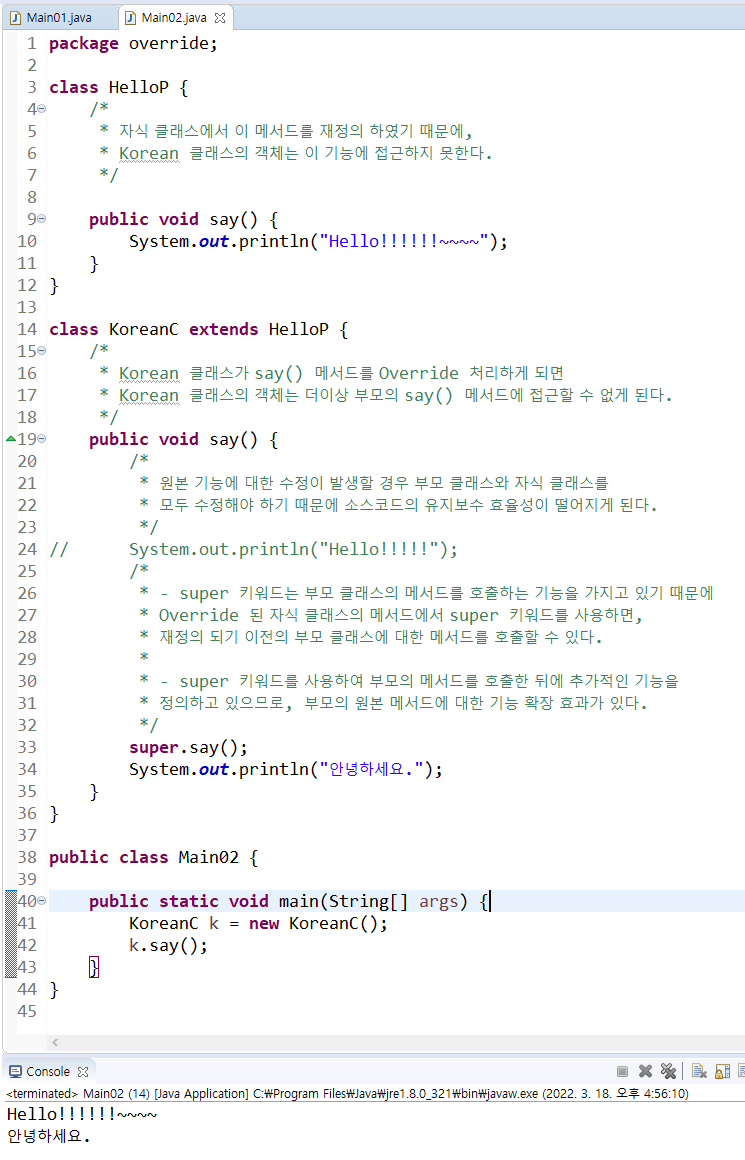 Main01.java Main02.java
1 package override;
2
3 class HelloP {
4 /*
5 * 자식 클래스에서 이 메서드를 재정의 하였기 때문에,
6 * Korean 클래스의 객체는 이 기능에 접근하지 못한다.
7 */
8
9 public void say() {
10 System.out.println("Hello!!!!!!~~~~");
11 }
12 }
13
14 class KoreanC extends HelloP {
15 /*
16 * Korean 클래스가 say() 메서드를 Override 처리하게 되면
17 * Korean 클래스의 객체는 더이상 부모의 say() 메서드에 접근할 수 없게 된다.
18 */
19 public void say() {
20 /*
21 * 원본 기능에 대한 수정이 발생할 경우 부모 클래스와 자식 클래스를
22 * 모두 수정해야 하기 때문에 소스코드의 유지보수 효율성이 떨어지게 된다.
23 */
24 // System.out.println("Hello!!!!!");
25 /*
26 * - super 키워드는 부모 클래스의 메서드를 호출하는 기능을 가지고 있기 때문에
27 * Override 된 자식 클래스의 메서드에서 super 키워드를 사용하면,
28 * 재정의 되기 이전의 부모 클래스에 대한 메서드를 호출할 수 있다.
29 *
30 * - super 키워드를 사용하여 부모의 메서드를 호출한 뒤에 추가적인 기능을
31 * 정의하고 있으므로, 부모의 원본 메서드에 대한 기능 확장 효과가 있다.
32 */
33 super.say();
34 System.out.println("안녕하세요.");
35 }
36 }
37
38 public class Main02 {
39
40 public static void main(String[] args) {
41 KoreanC k = new KoreanC();
42 k.say();
43 }
44 }
45
Console
<terminated> Main02 (14) [Java Application] C:₩Program Files₩Java₩jre1.8.0_321₩bin₩javaw.exe (2022. 3. 18. 오후 4:56:10)
Hello!!!!!!~~~~
안녕하세요.